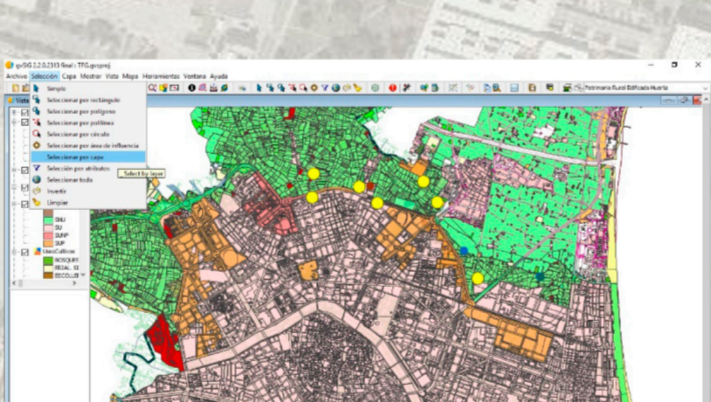 gvSIG 2.2.0.2313 final : TFG.gvsproj
Archivo Selección Capa Mostrar Vista Mapa Herramientas Ventana Ayuda
Patrimonio Rural Edificado Huerta
Vista
Simple
Seleccionar por rectángulo
Seleccionar por polígono
Seleccionar por polilínea
Seleccionar por círculo
Seleccionar por área de influencia
Seleccionar por capa
Selección por atributos
Select by layer
Seleccionar todo
Invertir
Limpiar
SNU
SU
SUNP
SUP
UsosCultivos
BOSQUES